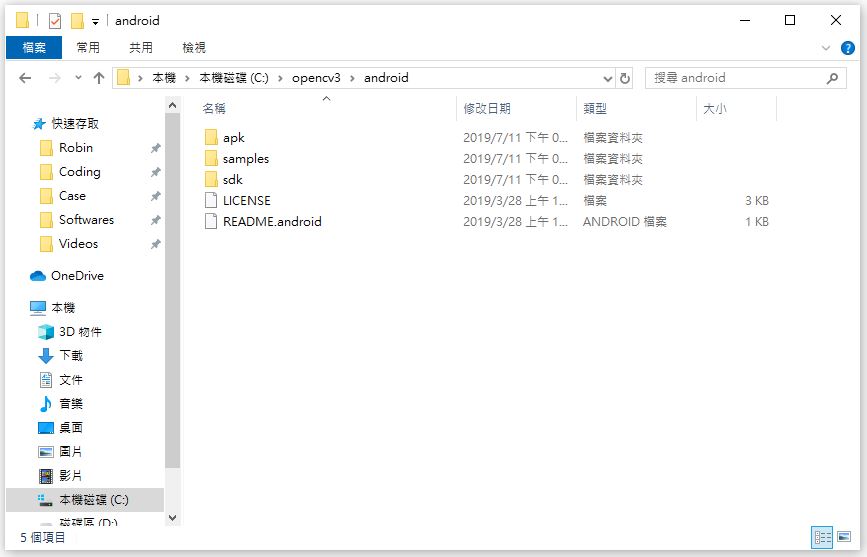 android
檔案 常用 共用 檢視
本機 本機磁碟 (C:) opencv3 android
搜尋 android
名稱 修改日期 類型 大小
快速存取
Robin
Coding
Case
Softwares
Videos
OneDrive
本機
3D 物件
下載
文件
音樂
桌面
圖片
影片
本機磁碟 (C:)
磁碟區 (D:)
apk 2019/7/11 下午 0... 檔案資料夾
samples 2019/7/11 下午 0... 檔案資料夾
sdk 2019/7/11 下午 0... 檔案資料夾
LICENSE 2019/3/28 上午 1... 檔案 3 KB
README.android 2019/3/28 上午 1... ANDROID 檔案 1 KB
5 個項目